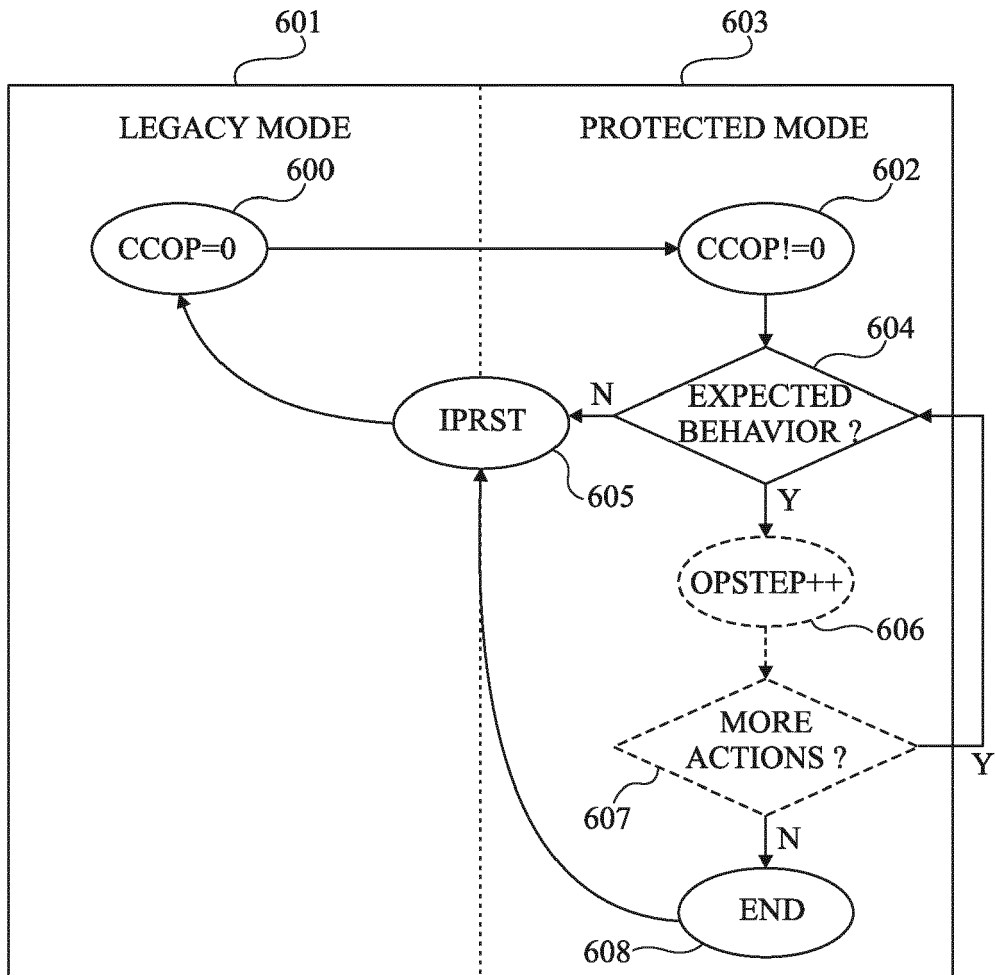 601
603
LEGACY MODE
PROTECTED MODE
600
602
CCOP=0
CCOP!=0
604
N
EXPECTED
BEHAVIOR ?
IPRST
605
Y
OPSTEP++
606
MORE
ACTIONS ?
Y
607
N
END
608